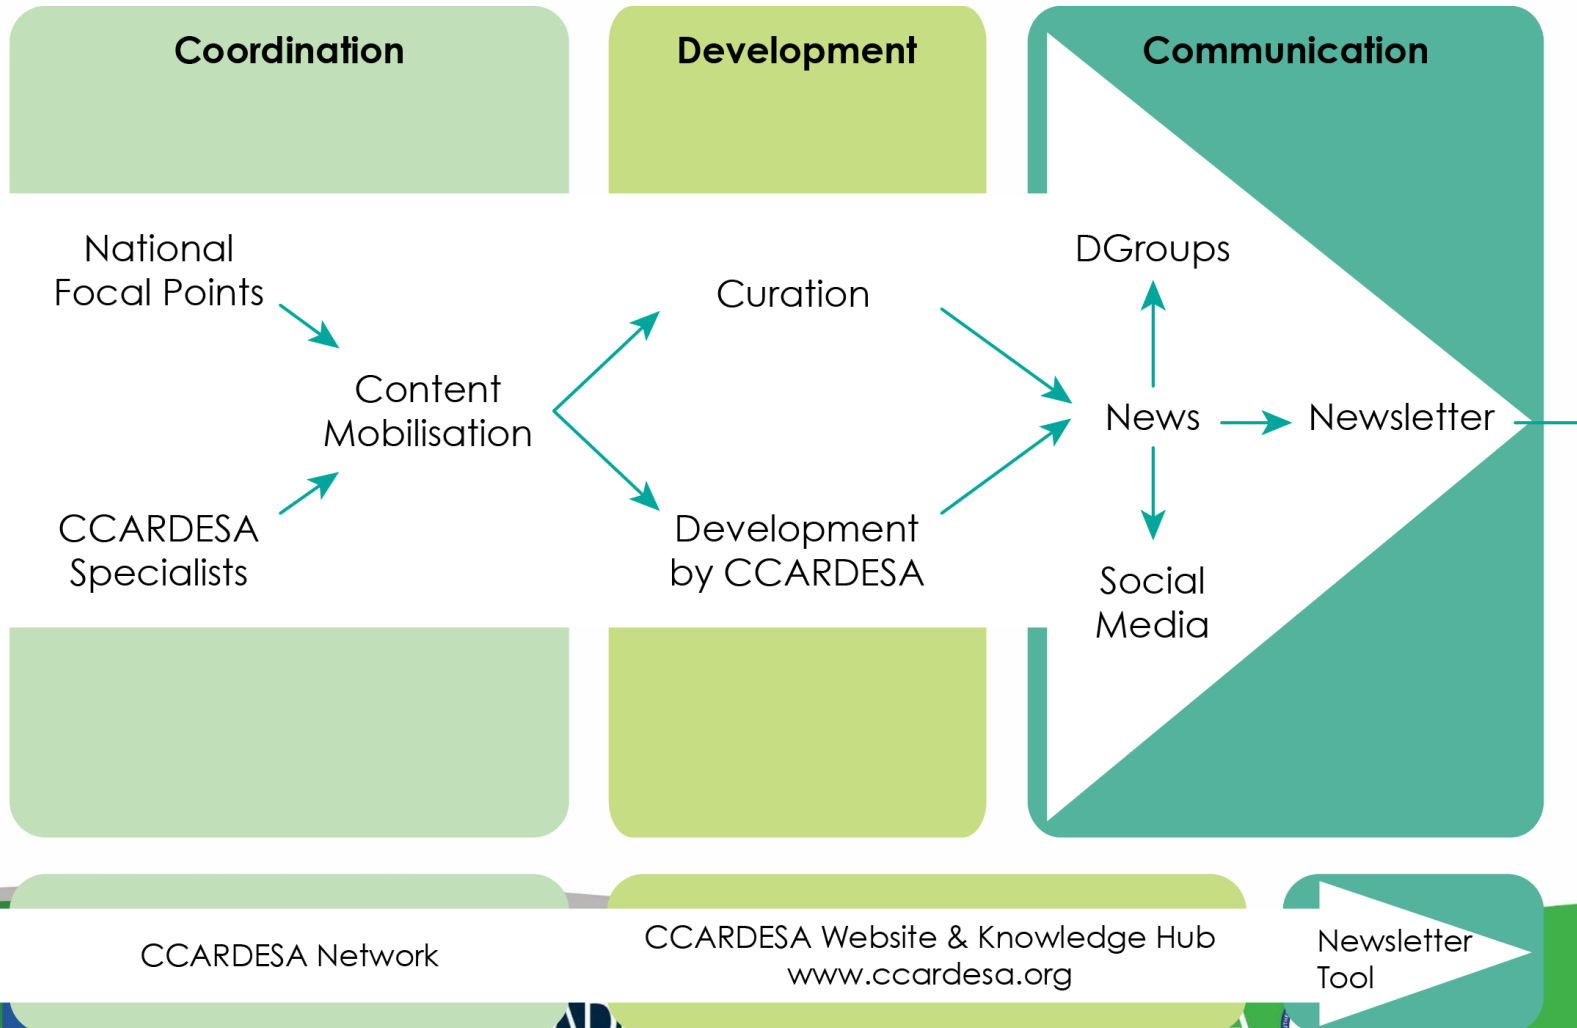 Coordination
Development
Communication
National
Focal Points
DGroups
Curation
Content
Mobilisation
News
Newsletter
CCARDESA
Specialists
Development
by CCARDESA
Social
Media
CCARDESA Network
CCARDESA Website & Knowledge Hub
www.ccardesa.org
Newsletter
Tool